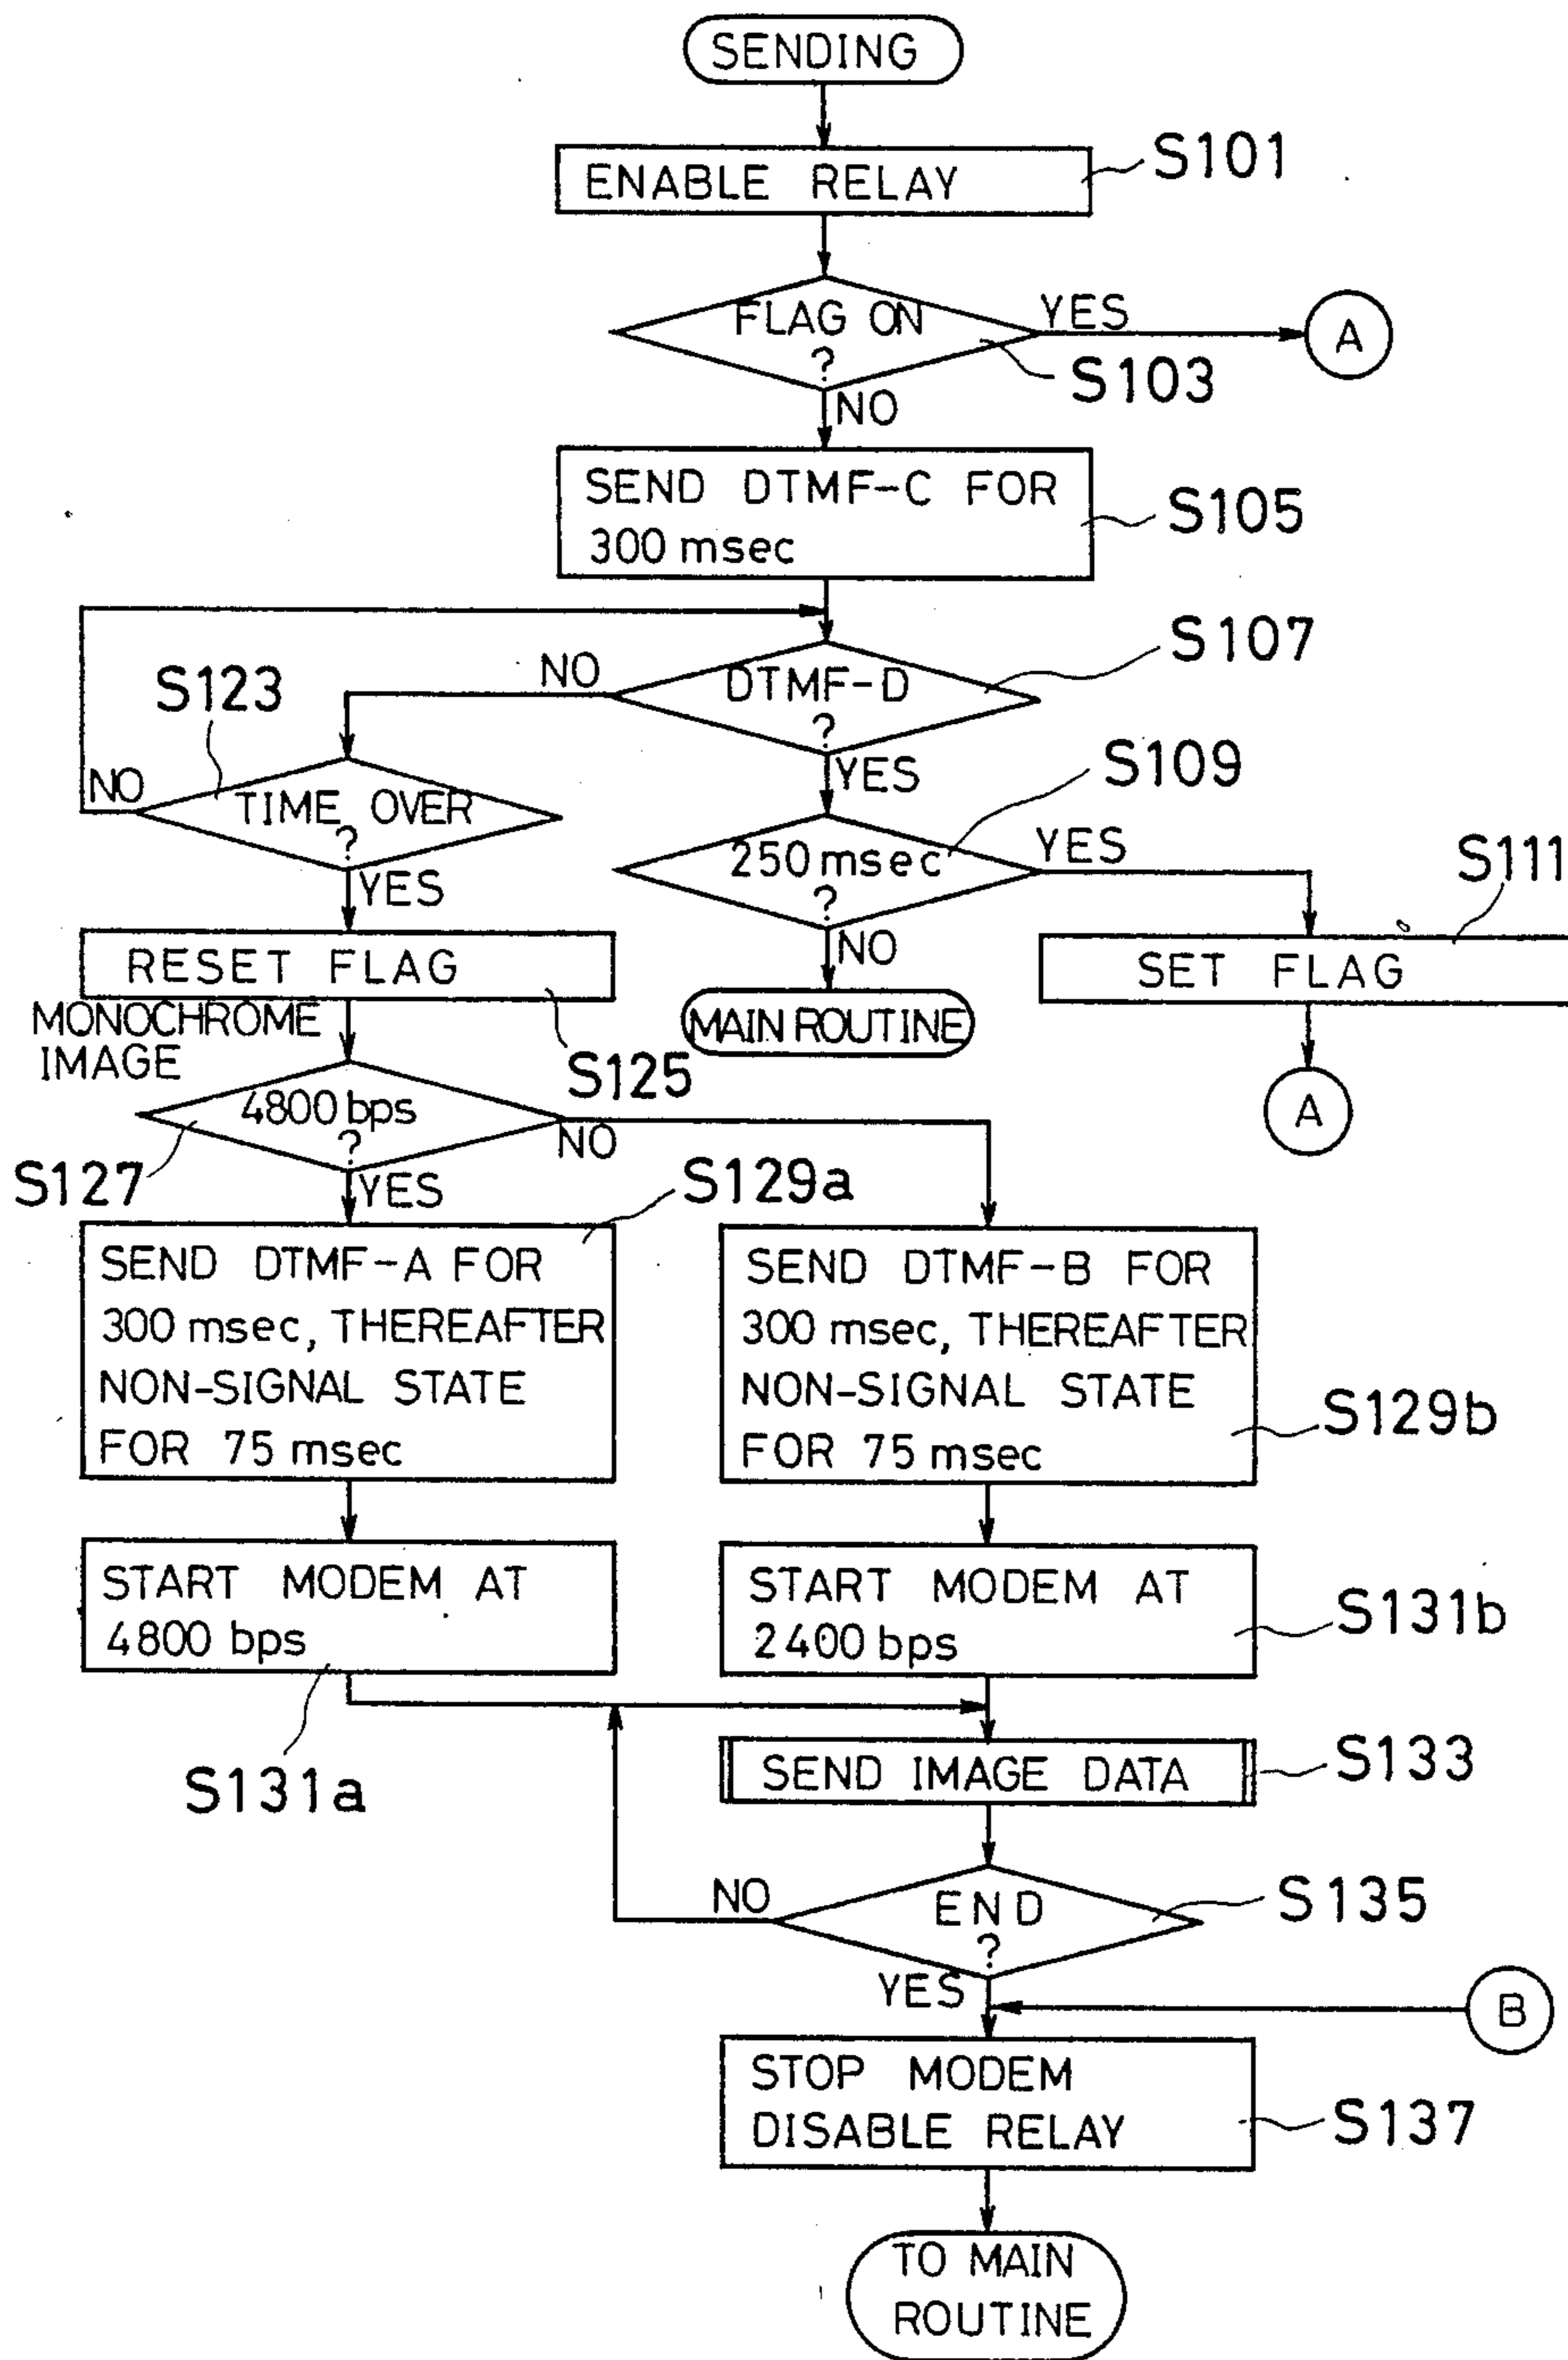 SENDING
ENABLE RELAY
S101
FLAG ON
?
YES
A
S103
NO
SEND DTMF-C FOR
300 msec
S105
S107
DTMF-D
?
NO
YES
S123
TIME OVER
?
NO
YES
S109
250 msec
?
YES
NO
S111
SET FLAG
A
MAIN ROUTINE
RESET FLAG
S125
MONOCHROME
IMAGE
4800 bps
?
NO
S127
YES
S129a
SEND DTMF-A FOR
300 msec, THEREAFTER
NON-SIGNAL STATE
FOR 75 msec
SEND DTMF-B FOR
300 msec, THEREAFTER
NON-SIGNAL STATE
FOR 75 msec
S129b
START MODEM AT
4800 bps
S131a
START MODEM AT
2400 bps
S131b
SEND IMAGE DATA
S133
END
?
NO
S135
YES
B
STOP MODEM
DISABLE RELAY
S137
TO MAIN
ROUTINE